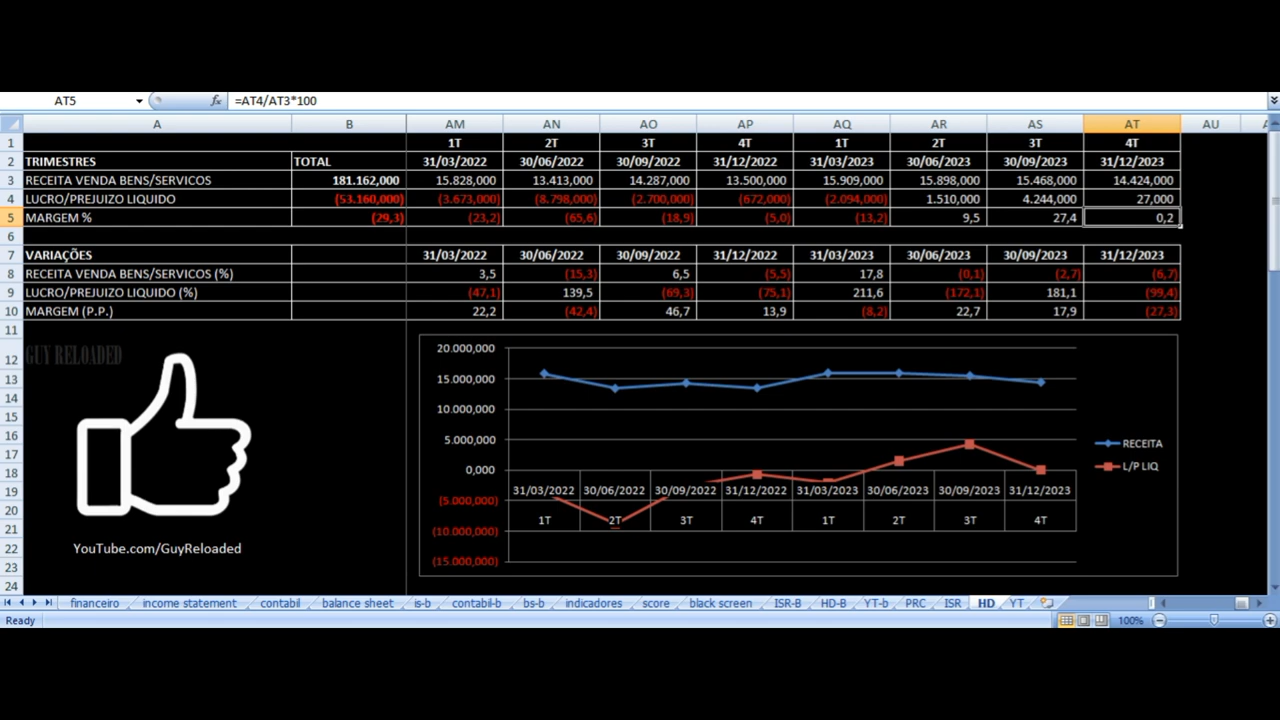 AT5 fx =AT4/AT3*100
A B AM AN AO AP AQ AR AS AT AU
1 1T 2T 3T 4T 1T 2T 3T 4T
2 TRIMESTRES TOTAL 31/03/2022 30/06/2022 30/09/2022 31/12/2022 31/03/2023 30/06/2023 30/09/2023 31/12/2023
3 RECEITA VENDA BENS/SERVICOS 181.162,000 15.828,000 13.413,000 14.287,000 13.500,000 15.909,000 15.898,000 15.468,000 14.424,000
4 LUCRO/PREJUIZO LIQUIDO (53.160,000) (3.673,000) (8.798,000) (2.700,000) (672,000) (2.094,000) 1.510,000 4.244,000 27,000
5 MARGEM % (29,3) (23,2) (65,6) (18,9) (5,0) (13,2) 9,5 27,4 0,2
6
7 VARIAÇÕES 31/03/2022 30/06/2022 30/09/2022 31/12/2022 31/03/2023 30/06/2023 30/09/2023 31/12/2023
8 RECEITA VENDA BENS/SERVICOS (%) 3,5 (15,3) 6,5 (5,5) 17,8 (0,1) (2,7) (6,7)
9 LUCRO/PREJUIZO LIQUIDO (%) (47,1) 139,5 (69,3) (75,1) 211,6 (172,1) 181,1 (99,4)
10 MARGEM (P.P.) 22,2 (42,4) 46,7 13,9 (8,2) 22,7 17,9 (27,3)
11
12 GUY RELOADED
13
14
15
16
17
18
19
20
21
22
23
24
YouTube.com/GuyReloaded
20.000,000
15.000,000
10.000,000
5.000,000
0,000
(5.000,000)
(10.000,000)
(15.000,000)
31/03/2022 30/06/2022 30/09/2022 31/12/2022 31/03/2023 30/06/2023 30/09/2023 31/12/2023
1T 2T 3T 4T 1T 2T 3T 4T
RECEITA
L/P LIQ
financeiro income statement contabil balance sheet is-b contabil-b bs-b indicadores score black screen ISR-B HD-B YT-b PRC ISR HD YT
Ready 100%